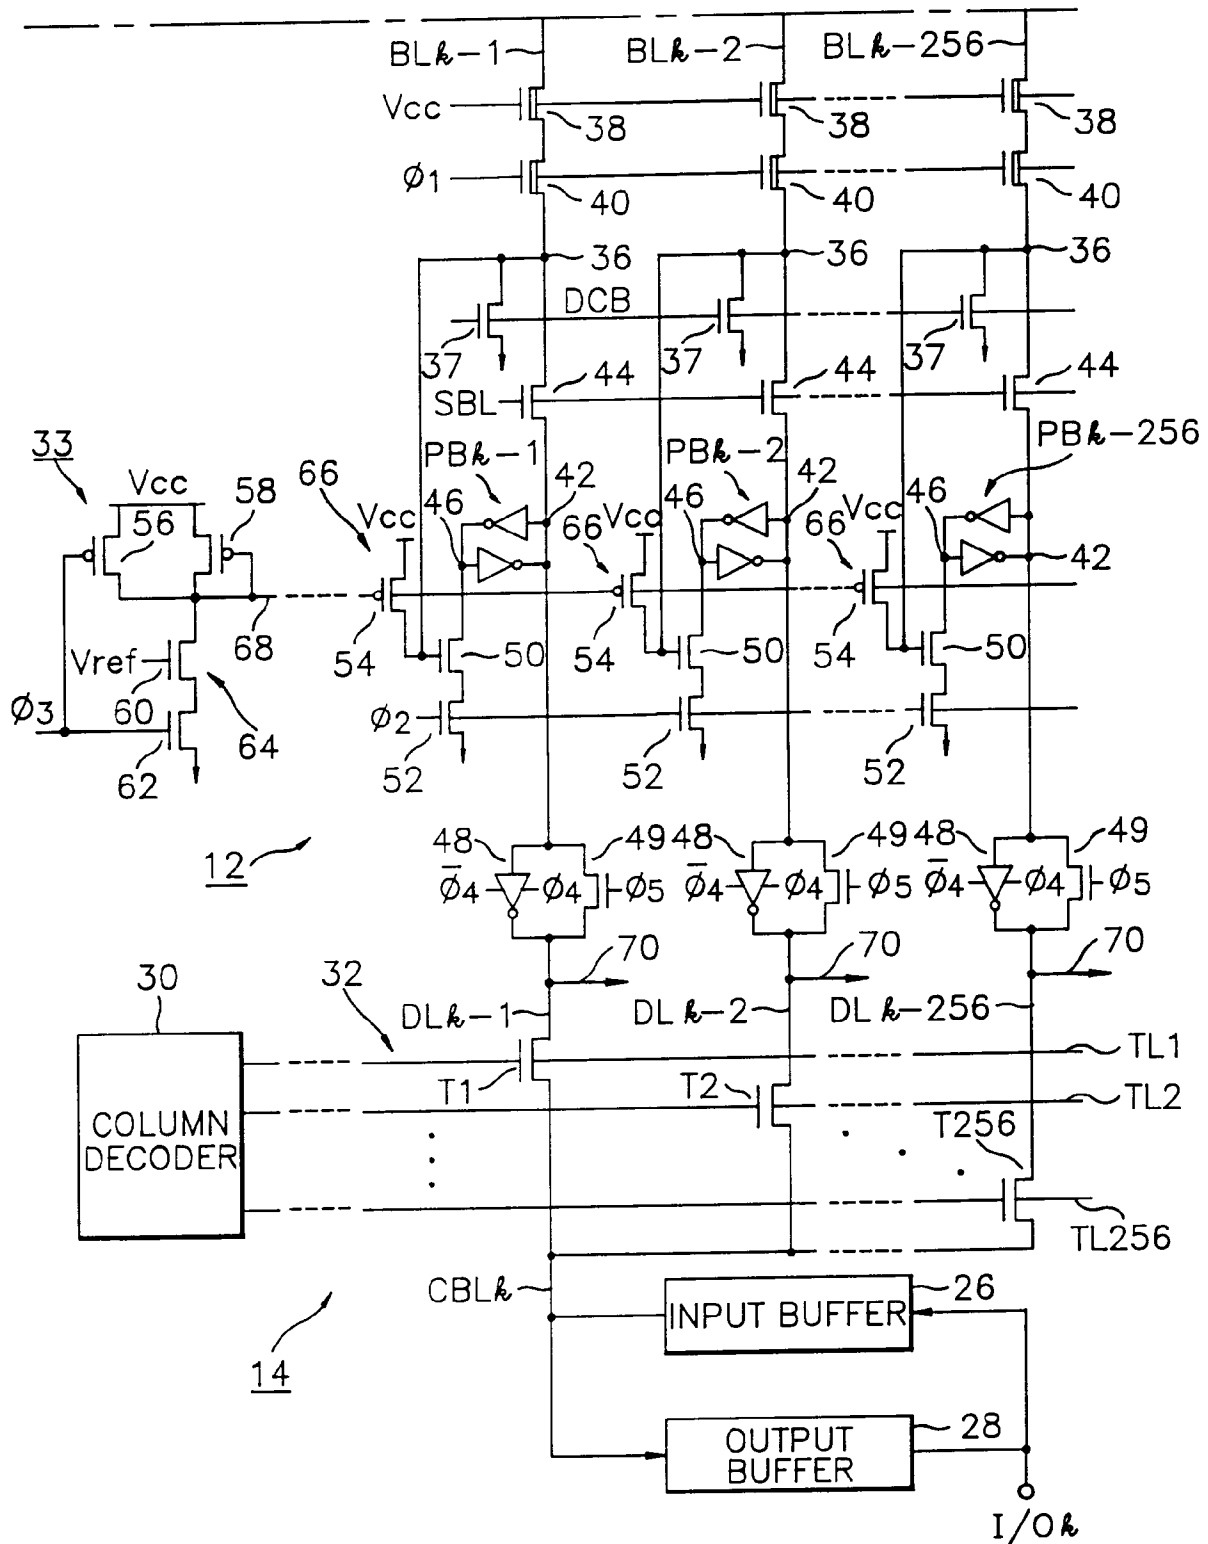 BLk-1 BLk-2 BLk-256
Vcc 38 38 38
ø1 40 40 40
36 36 36
DCB
37 37 37
SBL 44 44 44
PBk-1 PBk-2 PBk-256
33 Vcc 58 66 Vcc 46 42 66 Vcc 46 42 66 Vcc 46 42
56
68 54 50 54 50 54 50
Vref
ø3 60 64 ø2
62 52 52 52
12
48 49 48 49 48 49
ø̅4 ø4 ø5 ø̅4 ø4 ø5 ø̅4 ø4 ø5
70 70 70
30 32 DLk-1 DLk-2 DLk-256
T1 TL1
T2 TL2
COLUMN
DECODER
T256
TL256
CBLk
INPUT BUFFER 26
14
OUTPUT
BUFFER 28
I/Ok